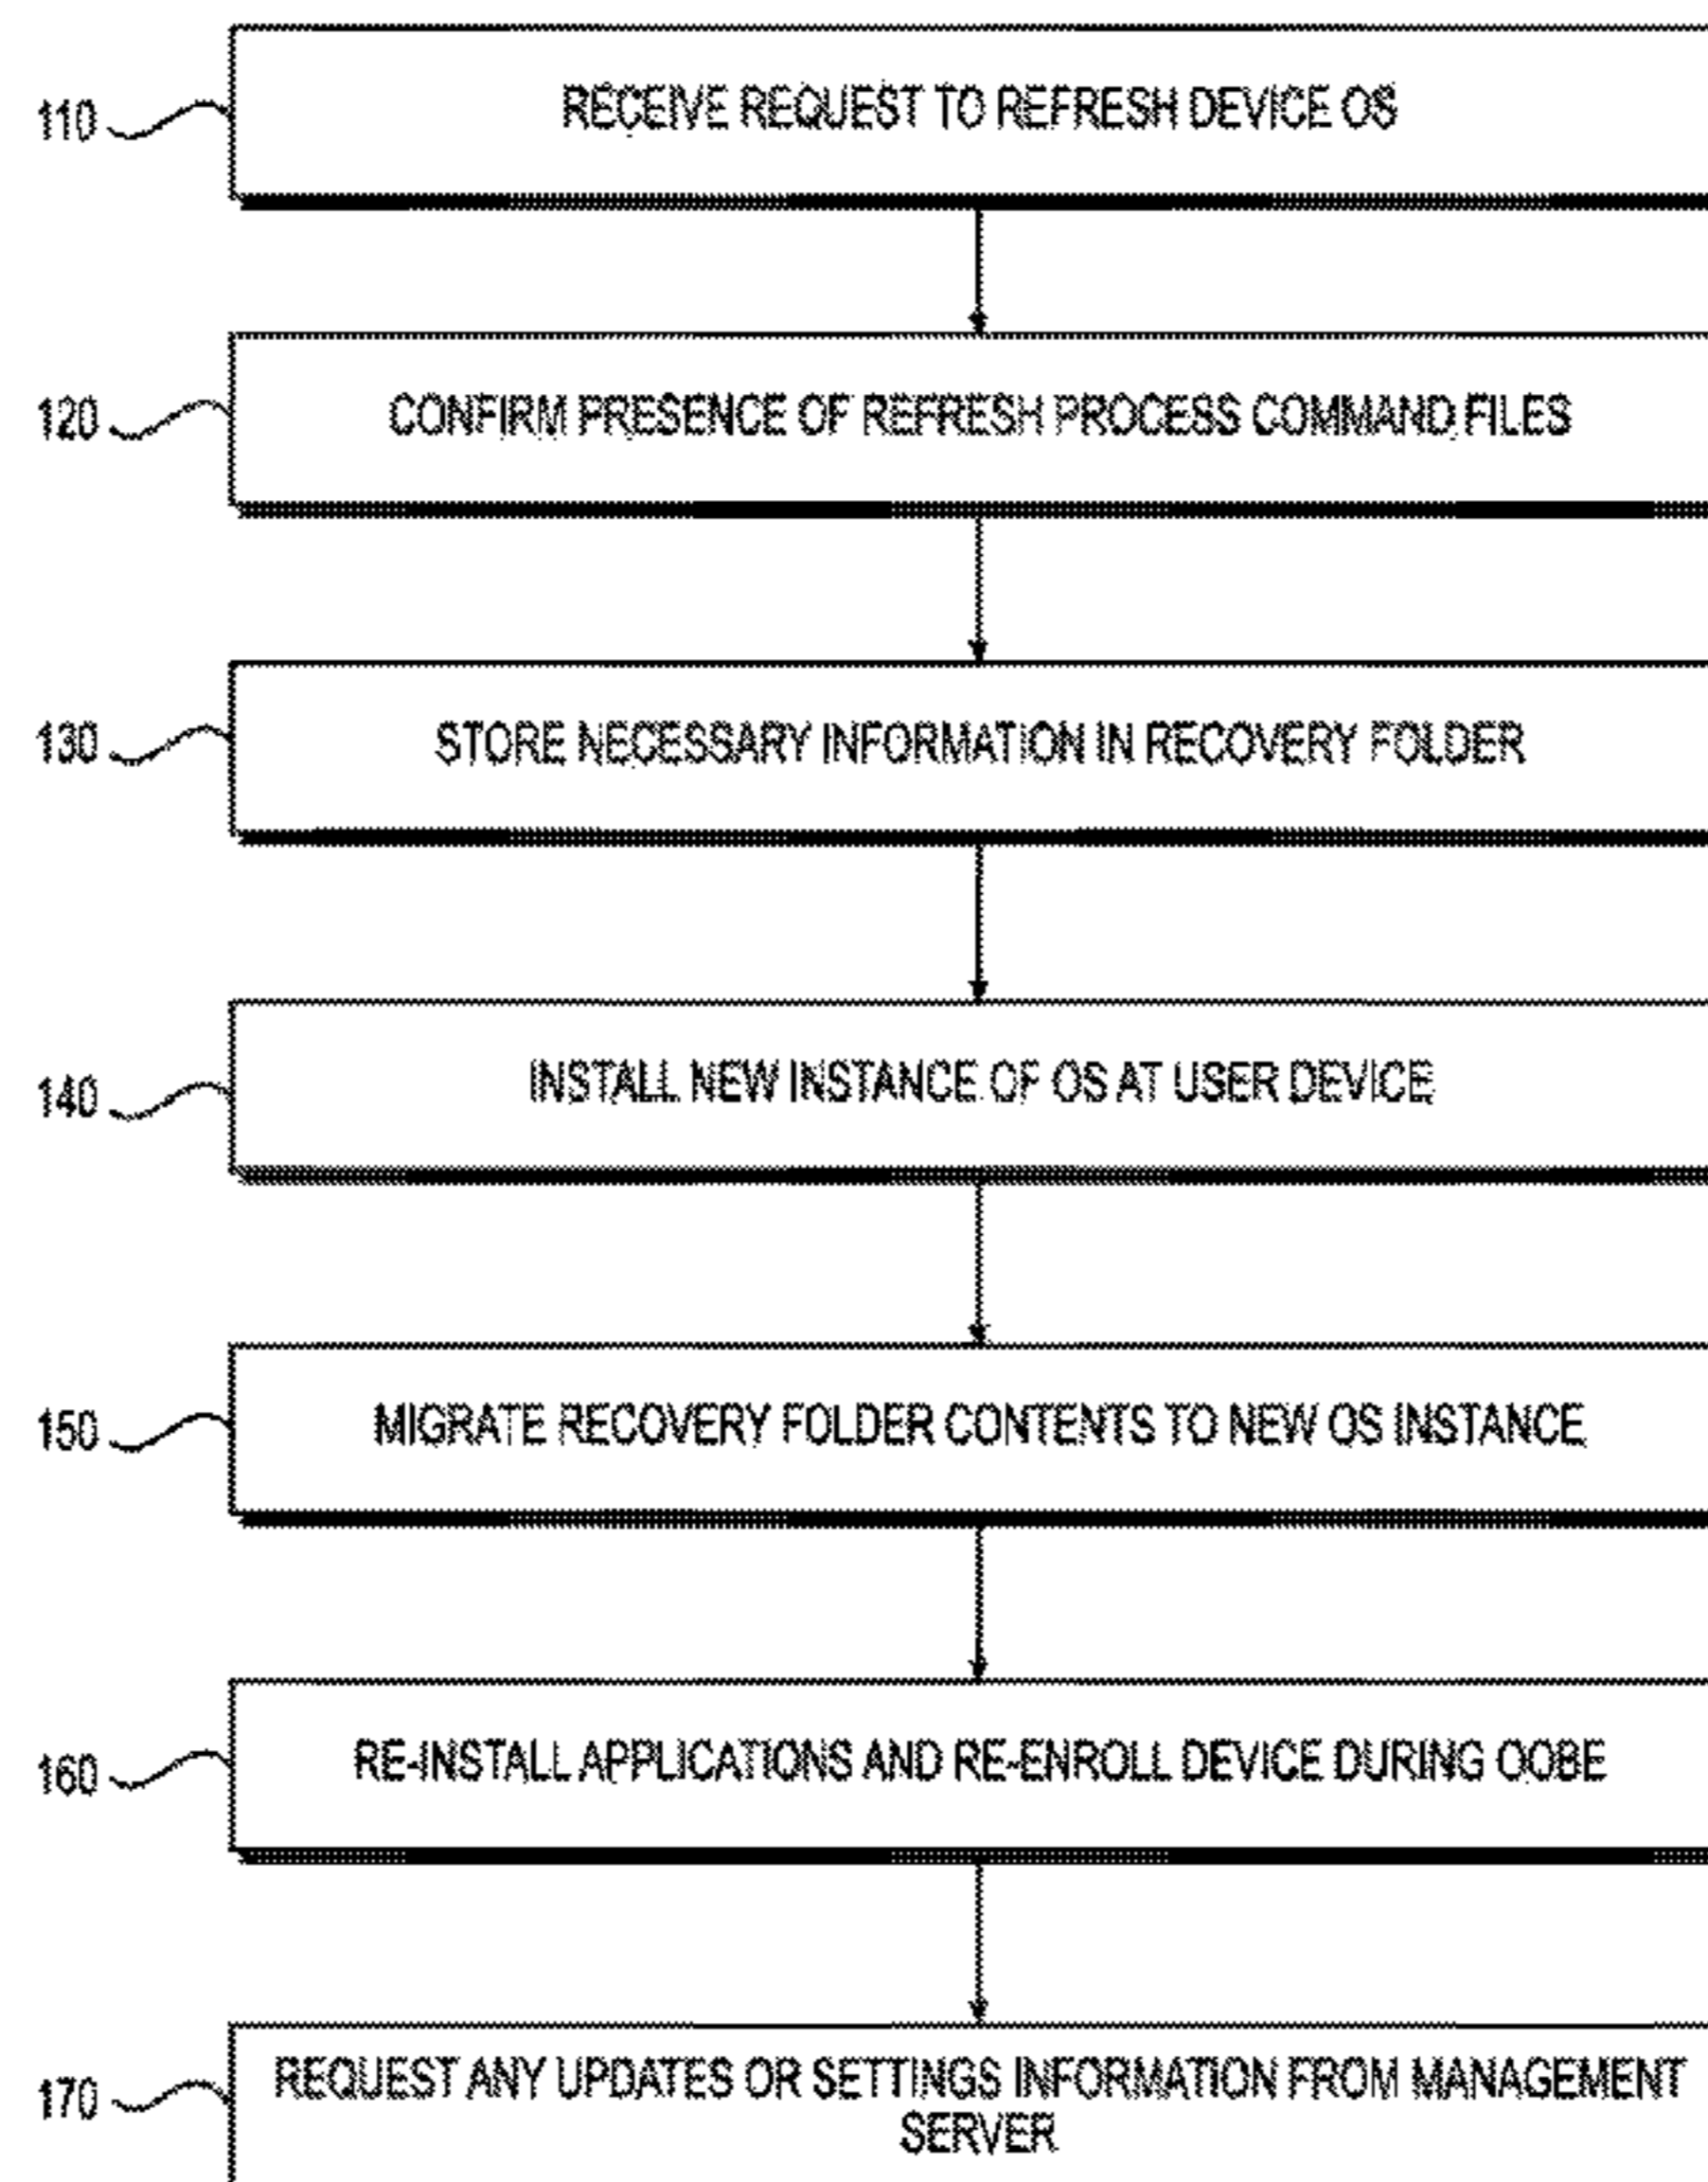 110
RECEIVE REQUEST TO REFRESH DEVICE OS
120
CONFIRM PRESENCE OF REFRESH PROCESS COMMAND FILES
130
STORE NECESSARY INFORMATION IN RECOVERY FOLDER
140
INSTALL NEW INSTANCE OF OS AT USER DEVICE
150
MIGRATE RECOVERY FOLDER CONTENTS TO NEW OS INSTANCE
160
RE-INSTALL APPLICATIONS AND RE-ENROLL DEVICE DURING OOBE
170
REQUEST ANY UPDATES OR SETTINGS INFORMATION FROM MANAGEMENT
SERVER